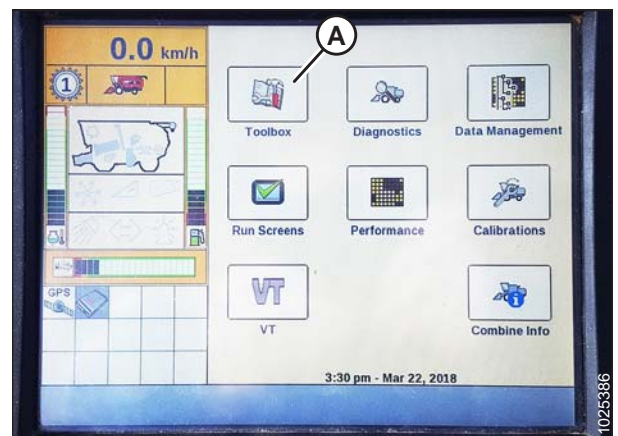 A
0.0 km/h
1
Toolbox
Diagnostics
Data Management
Run Screens
Performance
Calibrations
GPS
VT
VT
Combine Info
3:30 pm - Mar 22, 2018
1025386